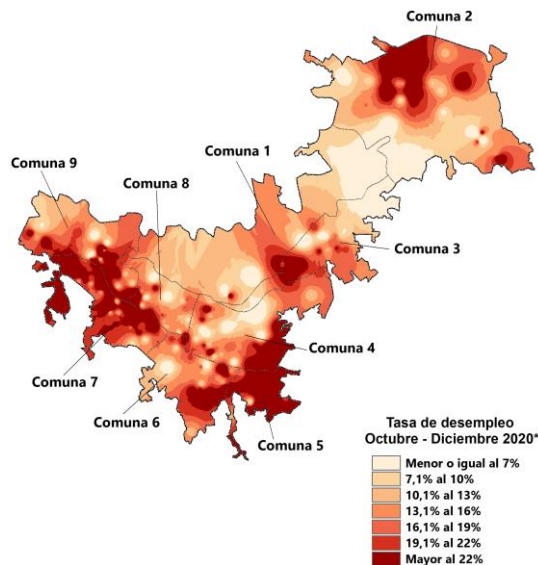 Comuna 2
Comuna 1
Comuna 9
Comuna 8
Comuna 3
Comuna 4
Comuna 7
Comuna 6
Comuna 5
Tasa de desempleo
Octubre - Diciembre 2020*
Menor o igual al 7%
7,1% al 10%
10,1% al 13%
13,1% al 16%
16,1% al 19%
19,1% al 22%
Mayor al 22%